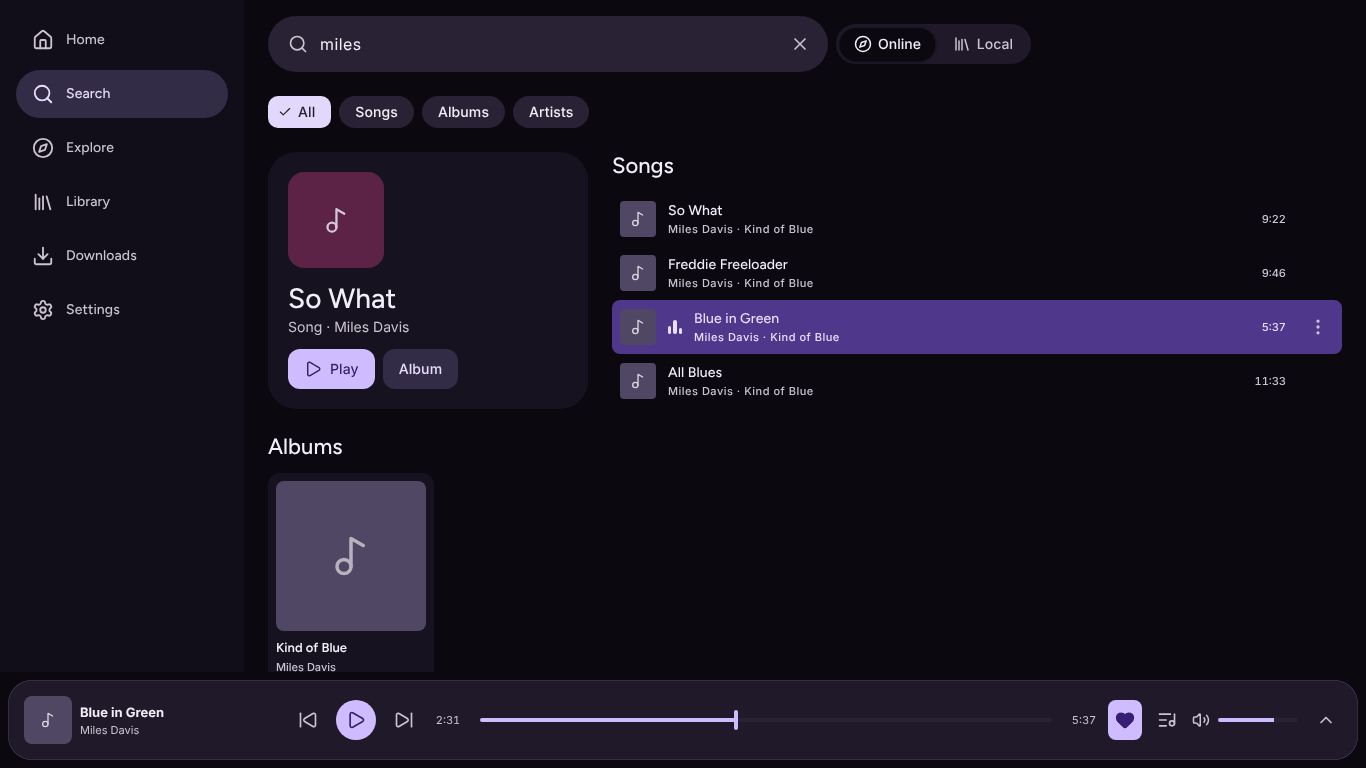 Home
Search
Explore
Library
Downloads
Settings
miles
Online
Local
All
Songs
Albums
Artists
So What
Song · Miles Davis
Play
Album
Songs
So What
Miles Davis · Kind of Blue
9:22
Freddie Freeloader
Miles Davis · Kind of Blue
9:46
Blue in Green
Miles Davis · Kind of Blue
5:37
All Blues
Miles Davis · Kind of Blue
11:33
Albums
Kind of Blue
Miles Davis
Blue in Green
Miles Davis
2:31
5:37